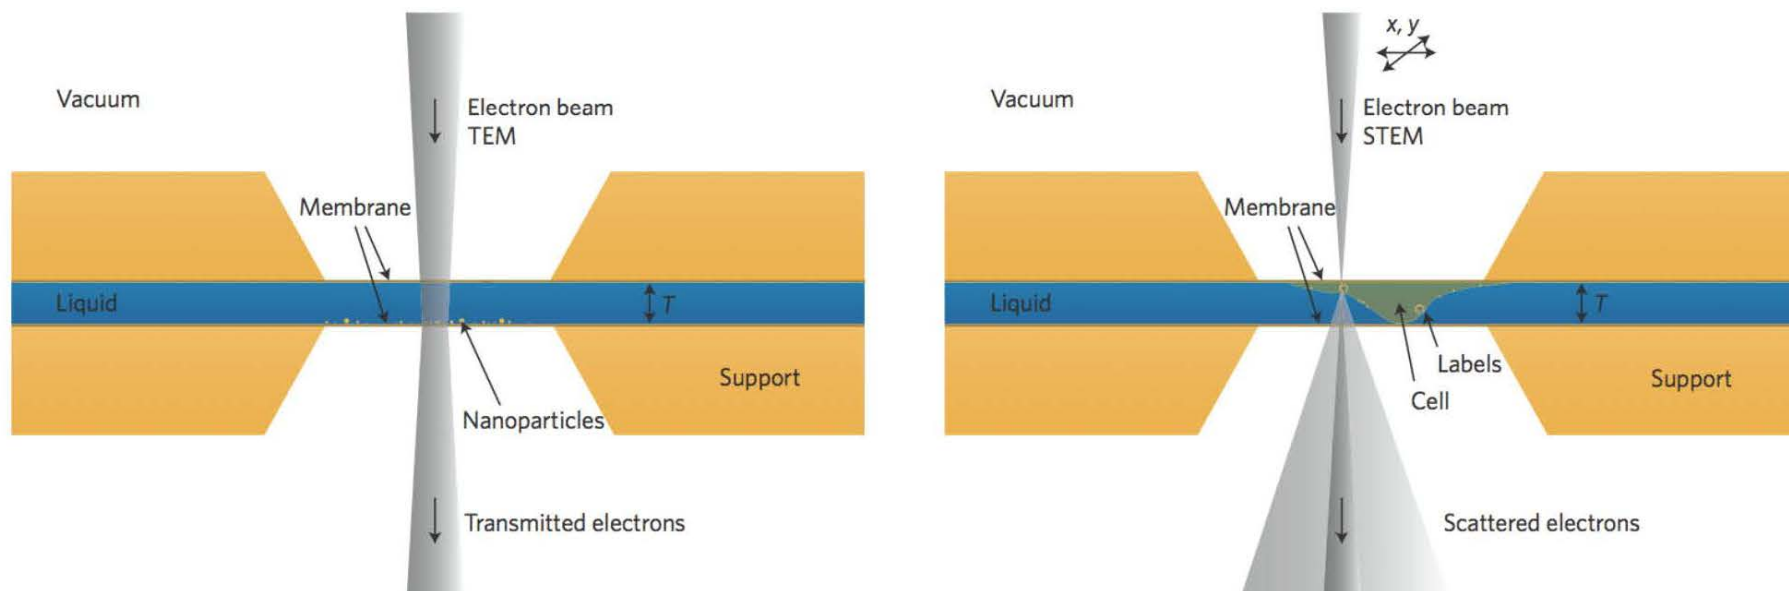 Vacuum
Electron beam
TEM
Membrane
Liquid
T
Support
Nanoparticles
Transmitted electrons
x, y
Vacuum
Electron beam
STEM
Membrane
Liquid
T
Labels
Support
Cell
Scattered electrons